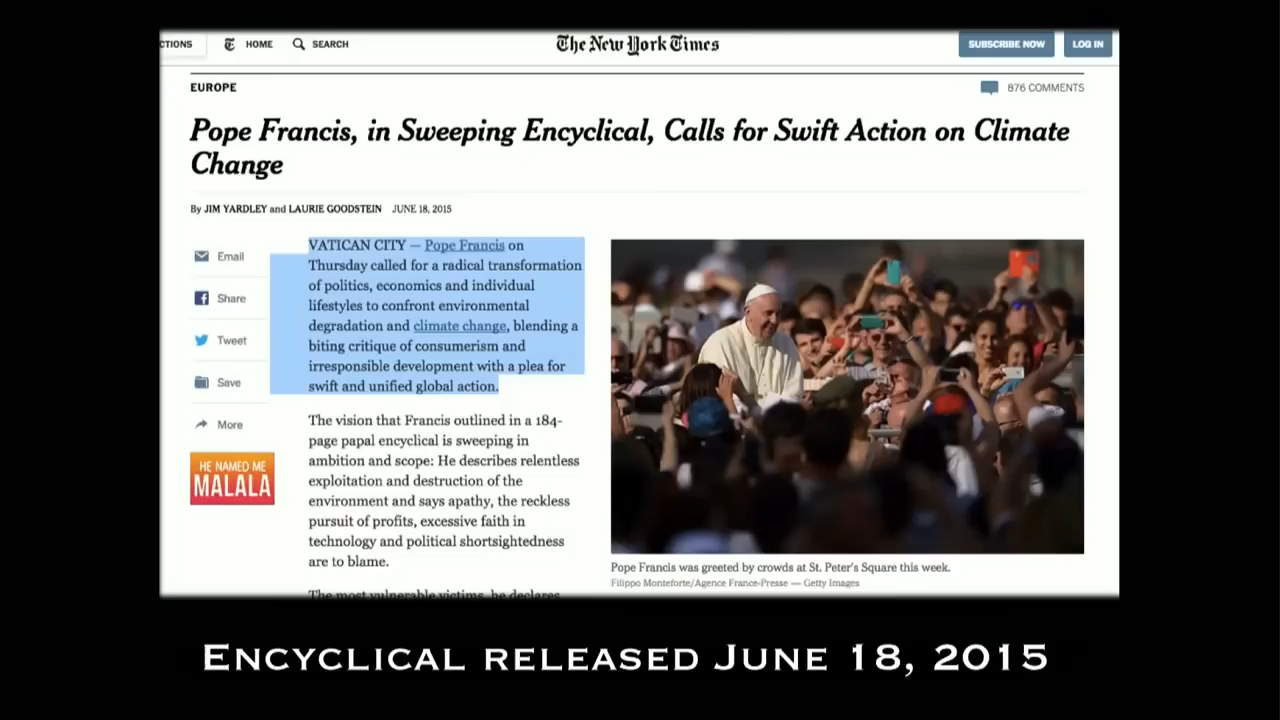 CTIONS
HOME
SEARCH
The New York Times
SUBSCRIBE NOW
LOG IN
EUROPE
876 COMMENTS
Pope Francis, in Sweeping Encyclical, Calls for Swift Action on Climate
Change
By JIM YARDLEY and LAURIE GOODSTEIN JUNE 18, 2015
Email
Share
Tweet
Save
More
HE NAMED ME
MALALA
VATICAN CITY — Pope Francis on
Thursday called for a radical transformation
of politics, economics and individual
lifestyles to confront environmental
degradation and climate change, blending a
biting critique of consumerism and
irresponsible development with a plea for
swift and unified global action.
The vision that Francis outlined in a 184-
page papal encyclical is sweeping in
ambition and scope: He describes relentless
exploitation and destruction of the
environment and says apathy, the reckless
pursuit of profits, excessive faith in
technology and political shortsightedness
are to blame.
The most vulnerable victims, he declares
Pope Francis was greeted by crowds at St. Peter's Square this week.
Filippo Monteforte/Agence France-Presse — Getty Images
ENCYCLICAL RELEASED JUNE 18, 2015